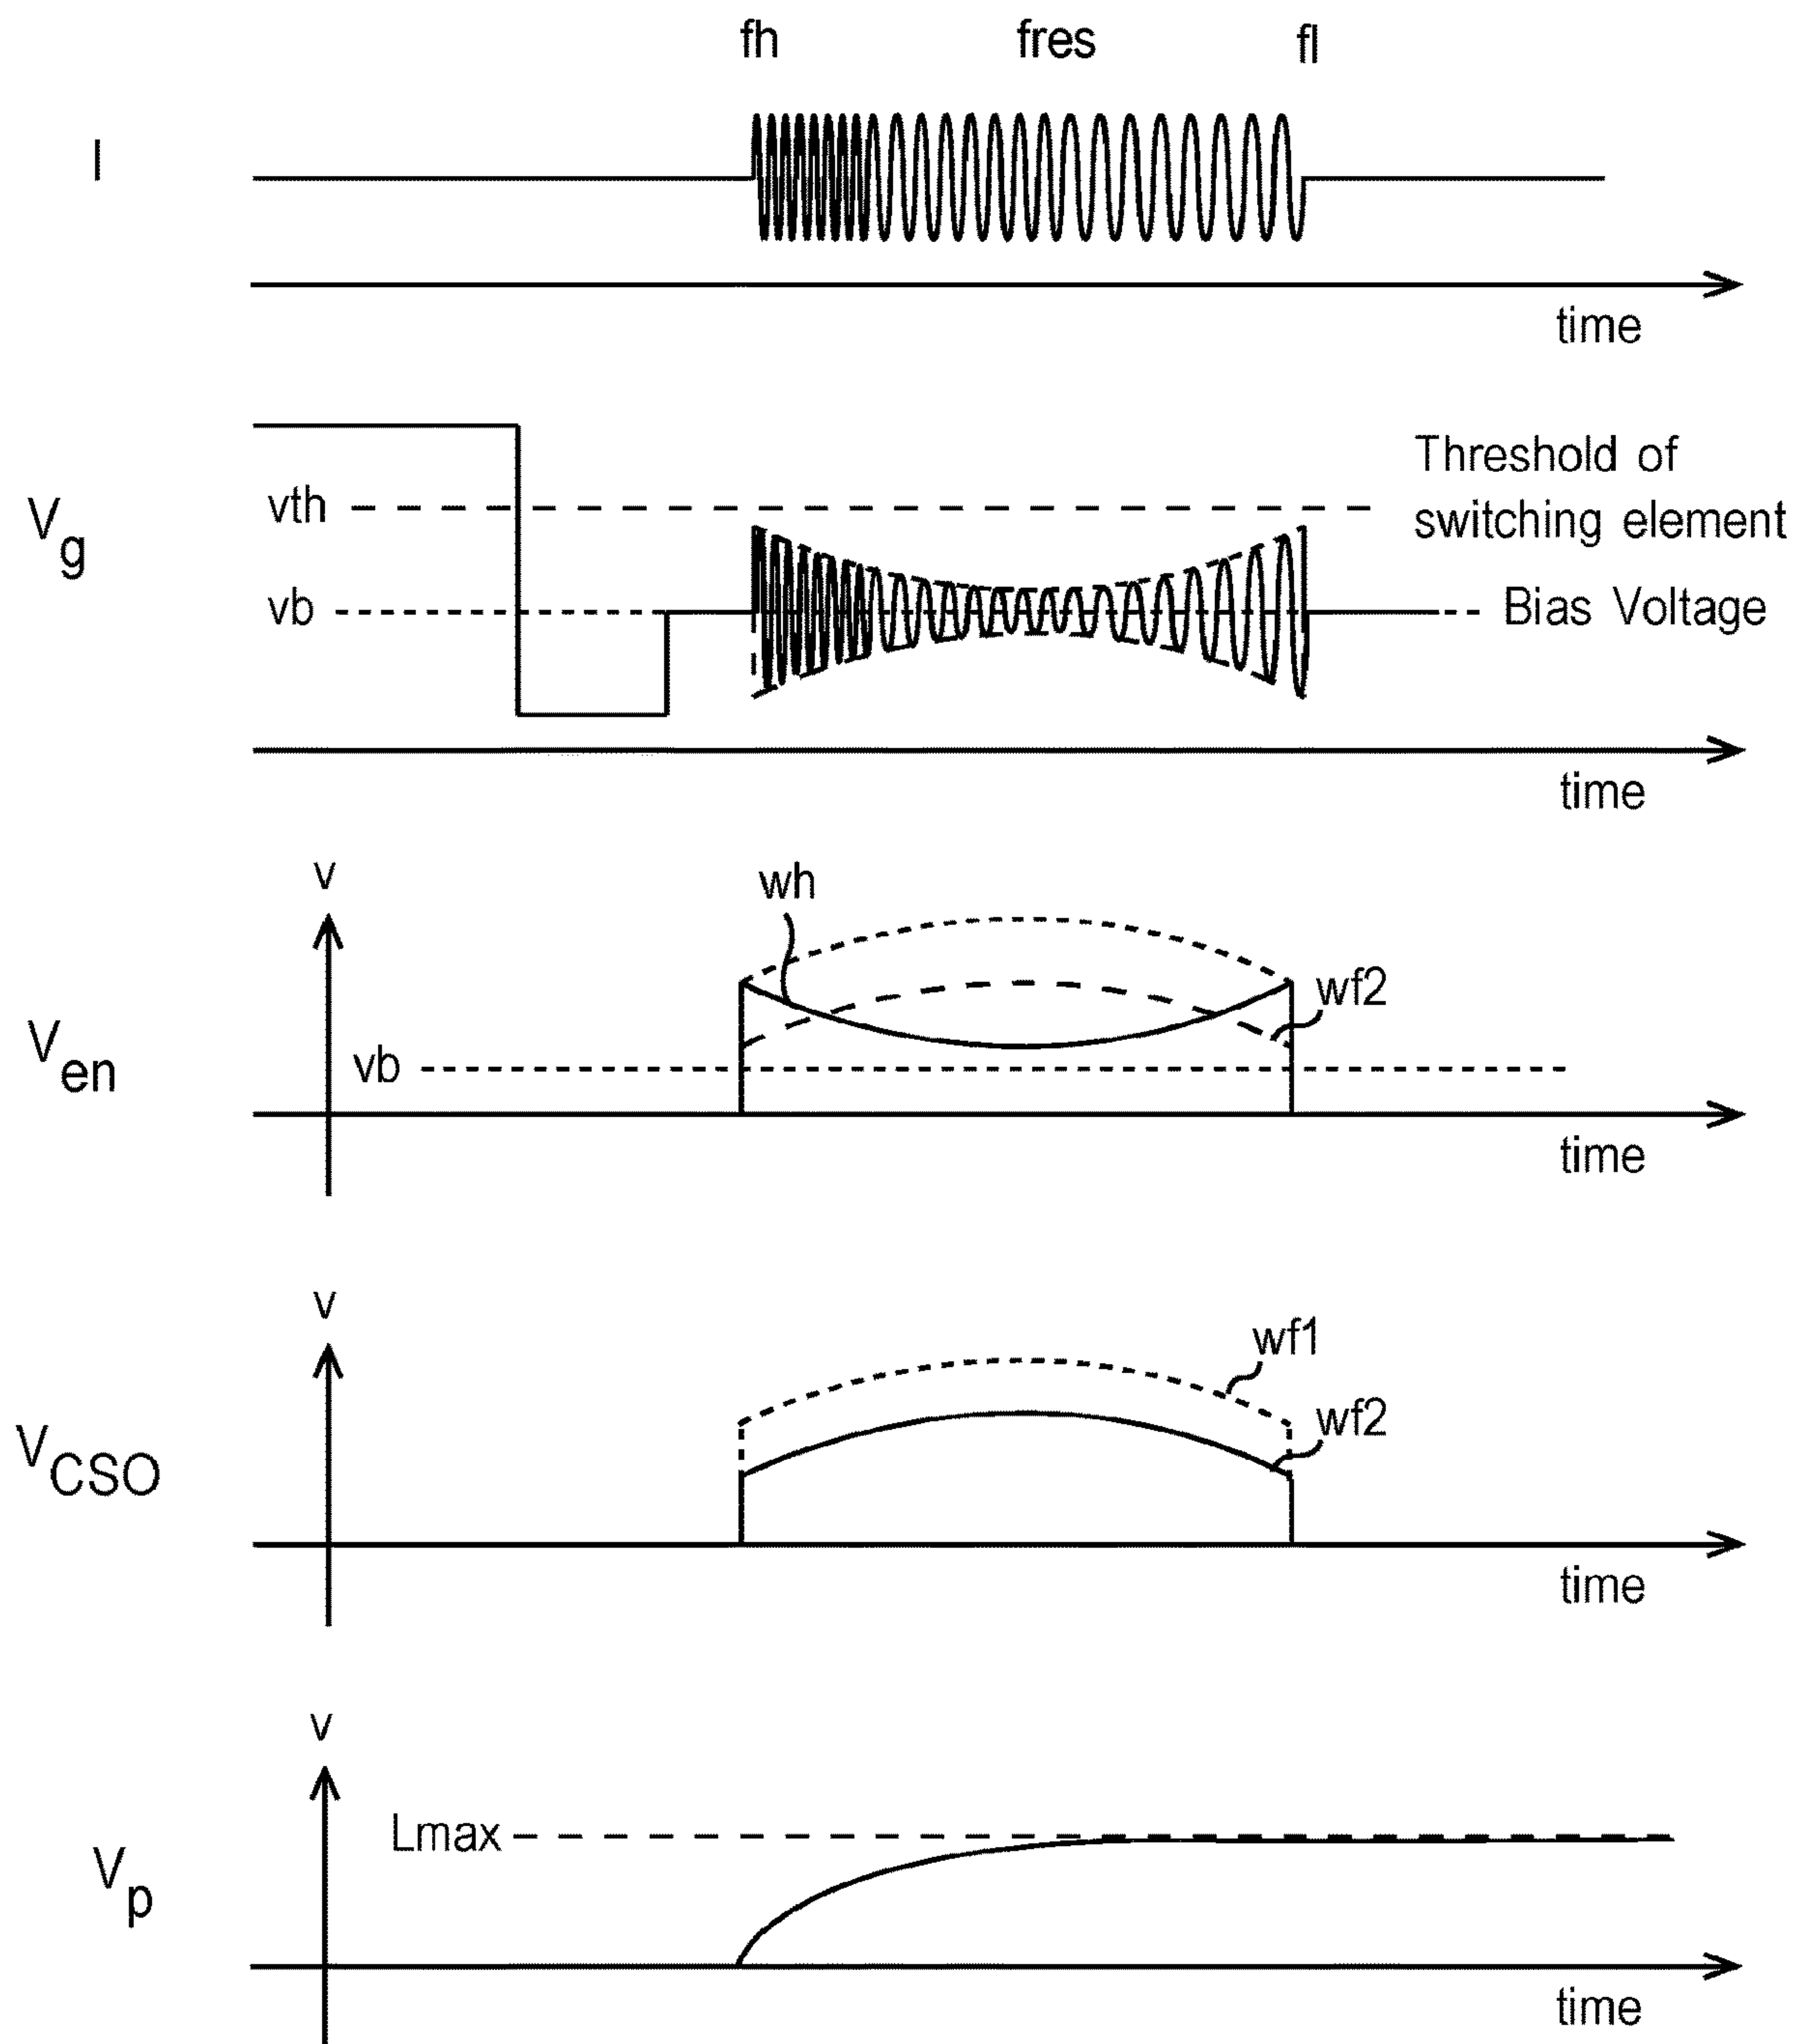 fh fres fl
I
time
Threshold of
switching element
vth
Vg
vb
Bias Voltage
time
v
wh
wf2
Ven
vb
time
v
wf1
wf2
VCSO
time
v
Lmax
Vp
time